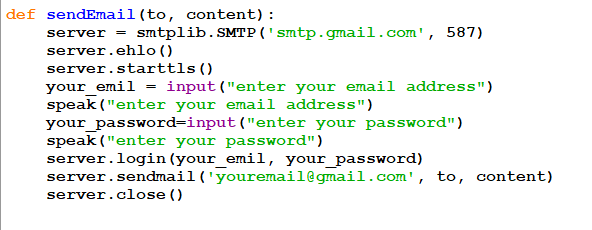 def sendEmail(to, content):
    server = smtplib.SMTP('smtp.gmail.com', 587)
    server.ehlo()
    server.starttls()
    your_emil = input("enter your email address")
    speak("enter your email address")
    your_password=input("enter your password")
    speak("enter your password")
    server.login(your_emil, your_password)
    server.sendmail('youremail@gmail.com', to, content)
    server.close()